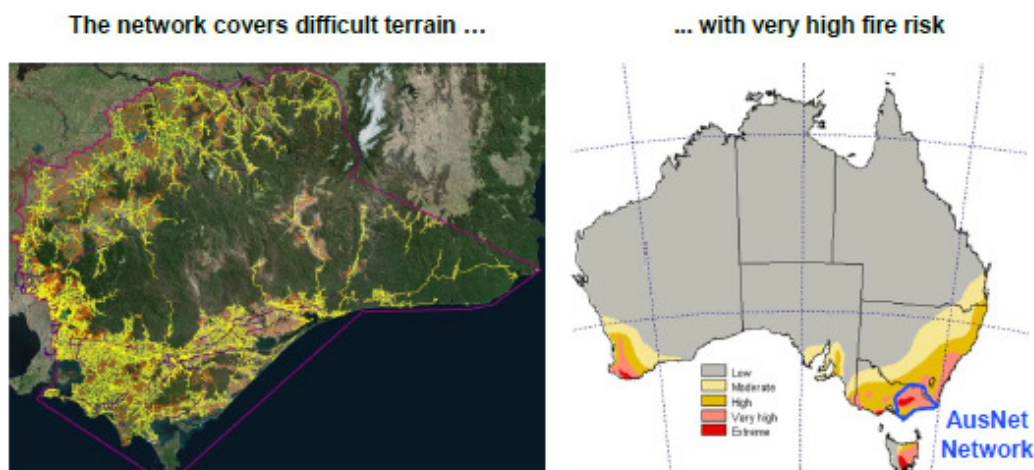 The network covers difficult terrain …
... with very high fire risk
Low
Moderate
High
Very high
Extreme
AusNet
Network